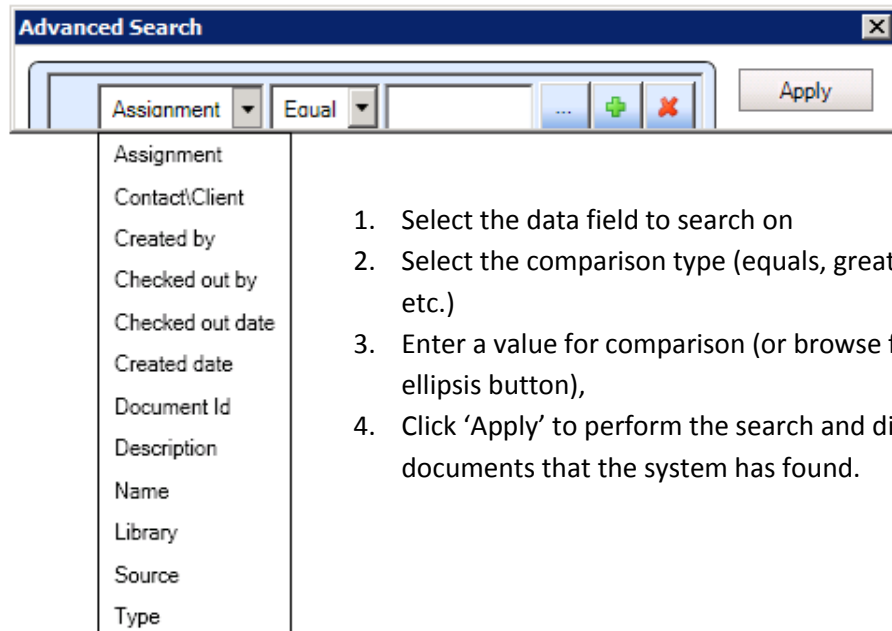 Advanced Search
Assignment Equal ... Apply
Assignment
Contact\Client
Created by
Checked out by
Checked out date
Created date
Document Id
Description
Name
Library
Source
Type
1. Select the data field to search on
2. Select the comparison type (equals, great
etc.)
3. Enter a value for comparison (or browse f
ellipsis button),
4. Click ‘Apply’ to perform the search and di
documents that the system has found.